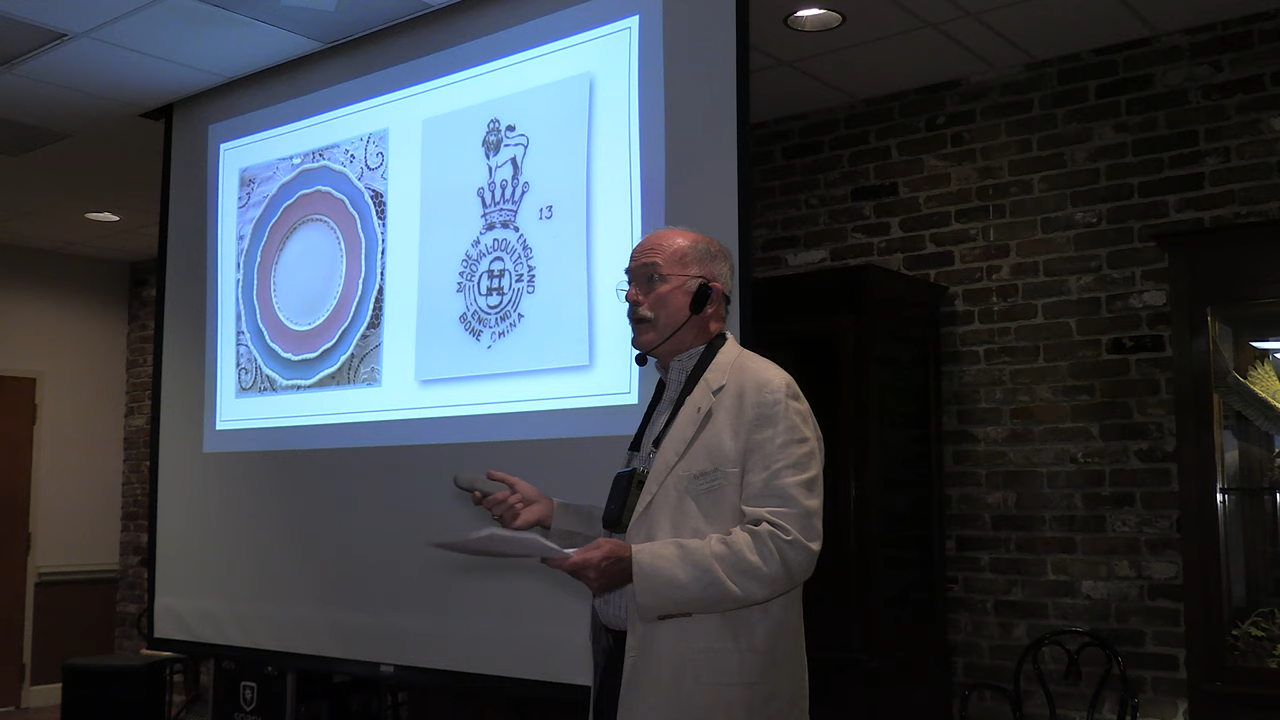 13
MADE IN ENGLAND
ROYAL·DOULTON
ENGLAND
BONE CHINA